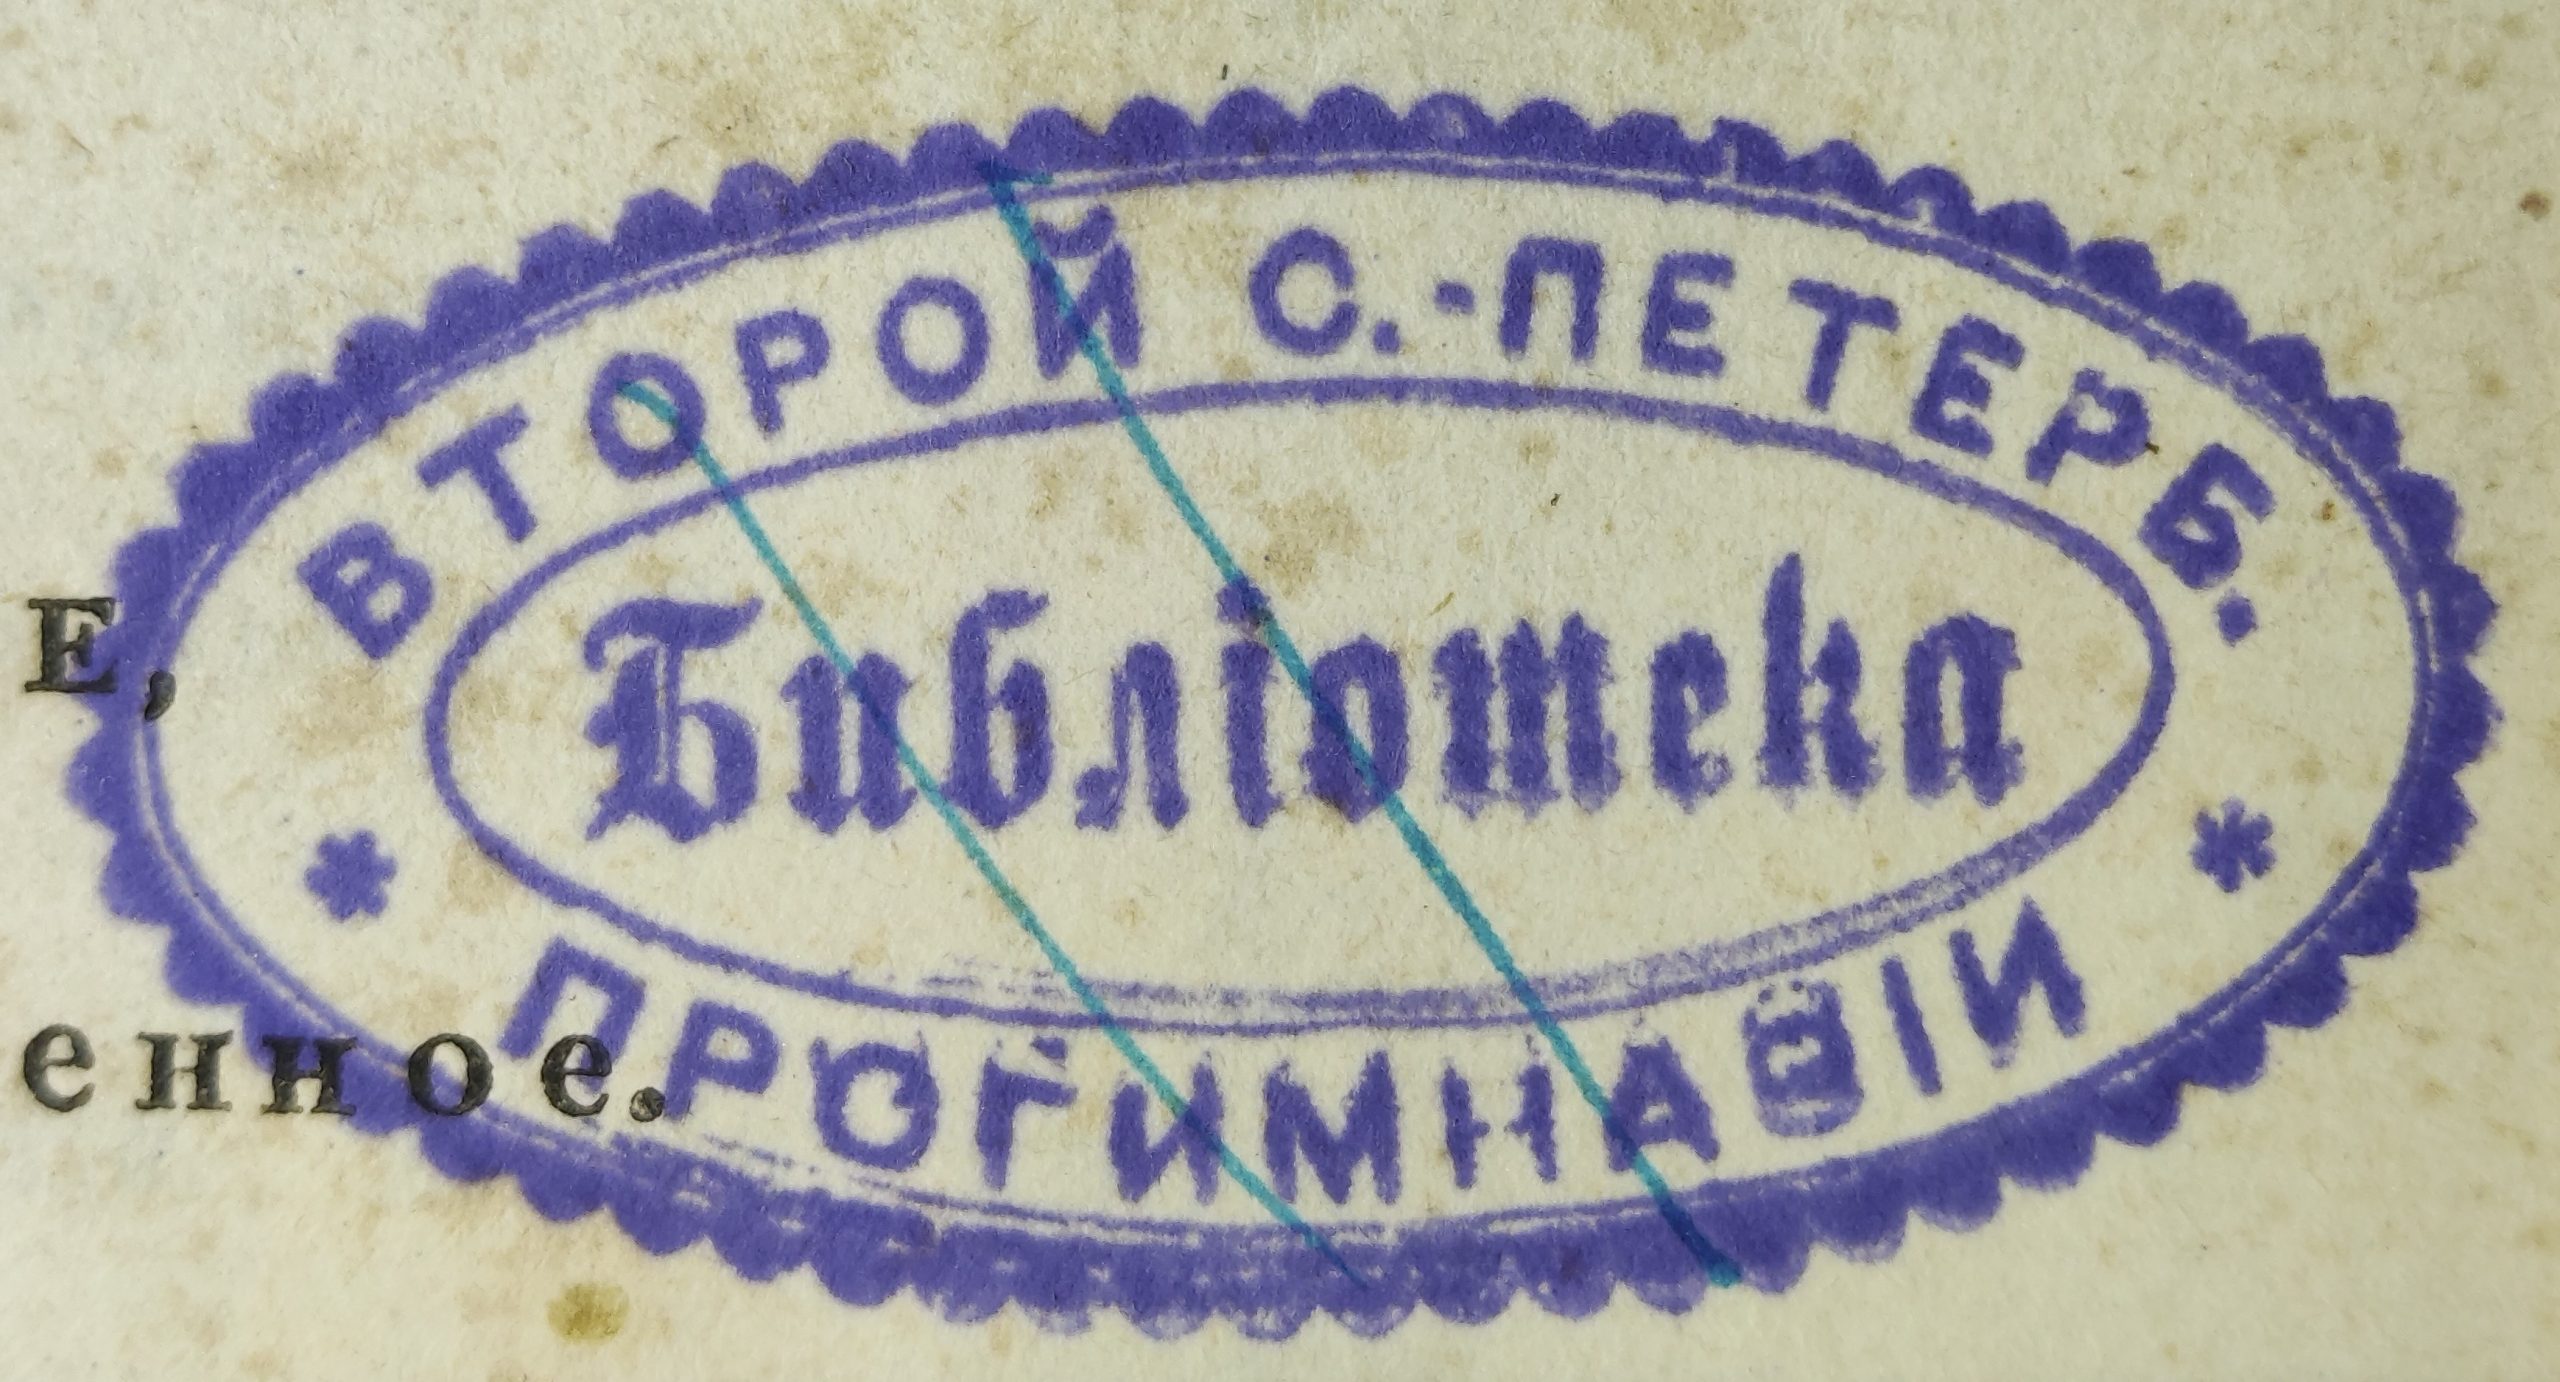 ВТОРОЙ С.-ПЕТЕРБ.
Библіотека
ПРОГИМНАЗІИ
Е,
енное.